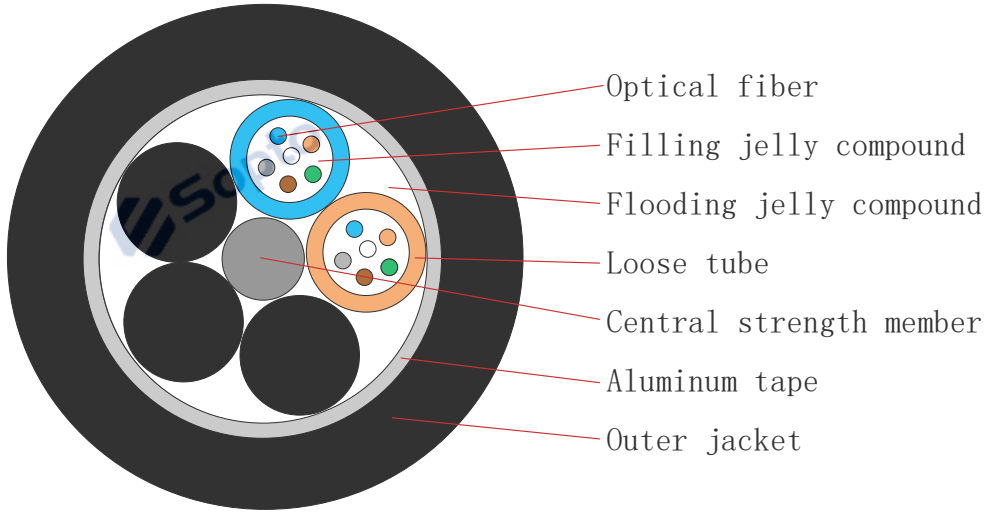 Optical fiber
Filling jelly compound
Flooding jelly compound
Loose tube
Central strength member
Aluminum tape
Outer jacket